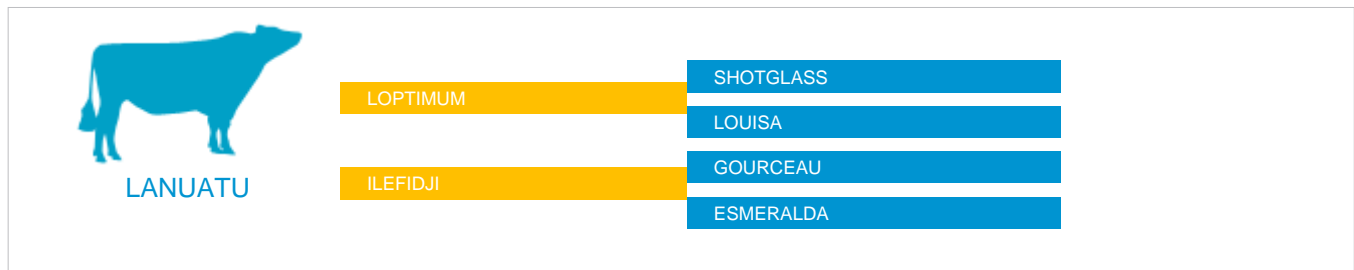 SHOTGLASS
LOPTIMUM
LOUISA
GOURCEAU
LANUATU
ILEFIDJI
ESMERALDA